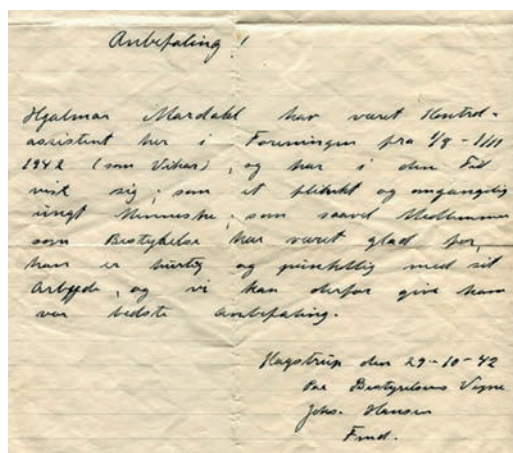 Anbefaling!
Hjalmar Mardahl har været Kontrol-
assistent her i Foreningen fra 1/8 - 1/11
1942 (som Vikar), og har i den Tid
vist sig, som et flinkt og omgængelig
ungt Menneske, som saavel Medlemmer
som Bestyrelse har været glad for,
han er hurtig og pünktlig med sit
Arbejde, og vi kan derfor give ham
vor bedste Anbefaling.
Hagstrup den 29-10-42
Paa Bestyrelsens Vegne
Johs. Hansen
Fmd.